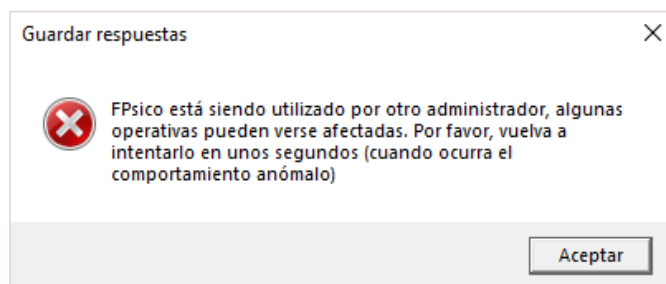 Guardar respuestas
FPsico está siendo utilizado por otro administrador, algunas
operativas pueden verse afectadas. Por favor, vuelva a
intentarlo en unos segundos (cuando ocurra el
comportamiento anómalo)
Aceptar